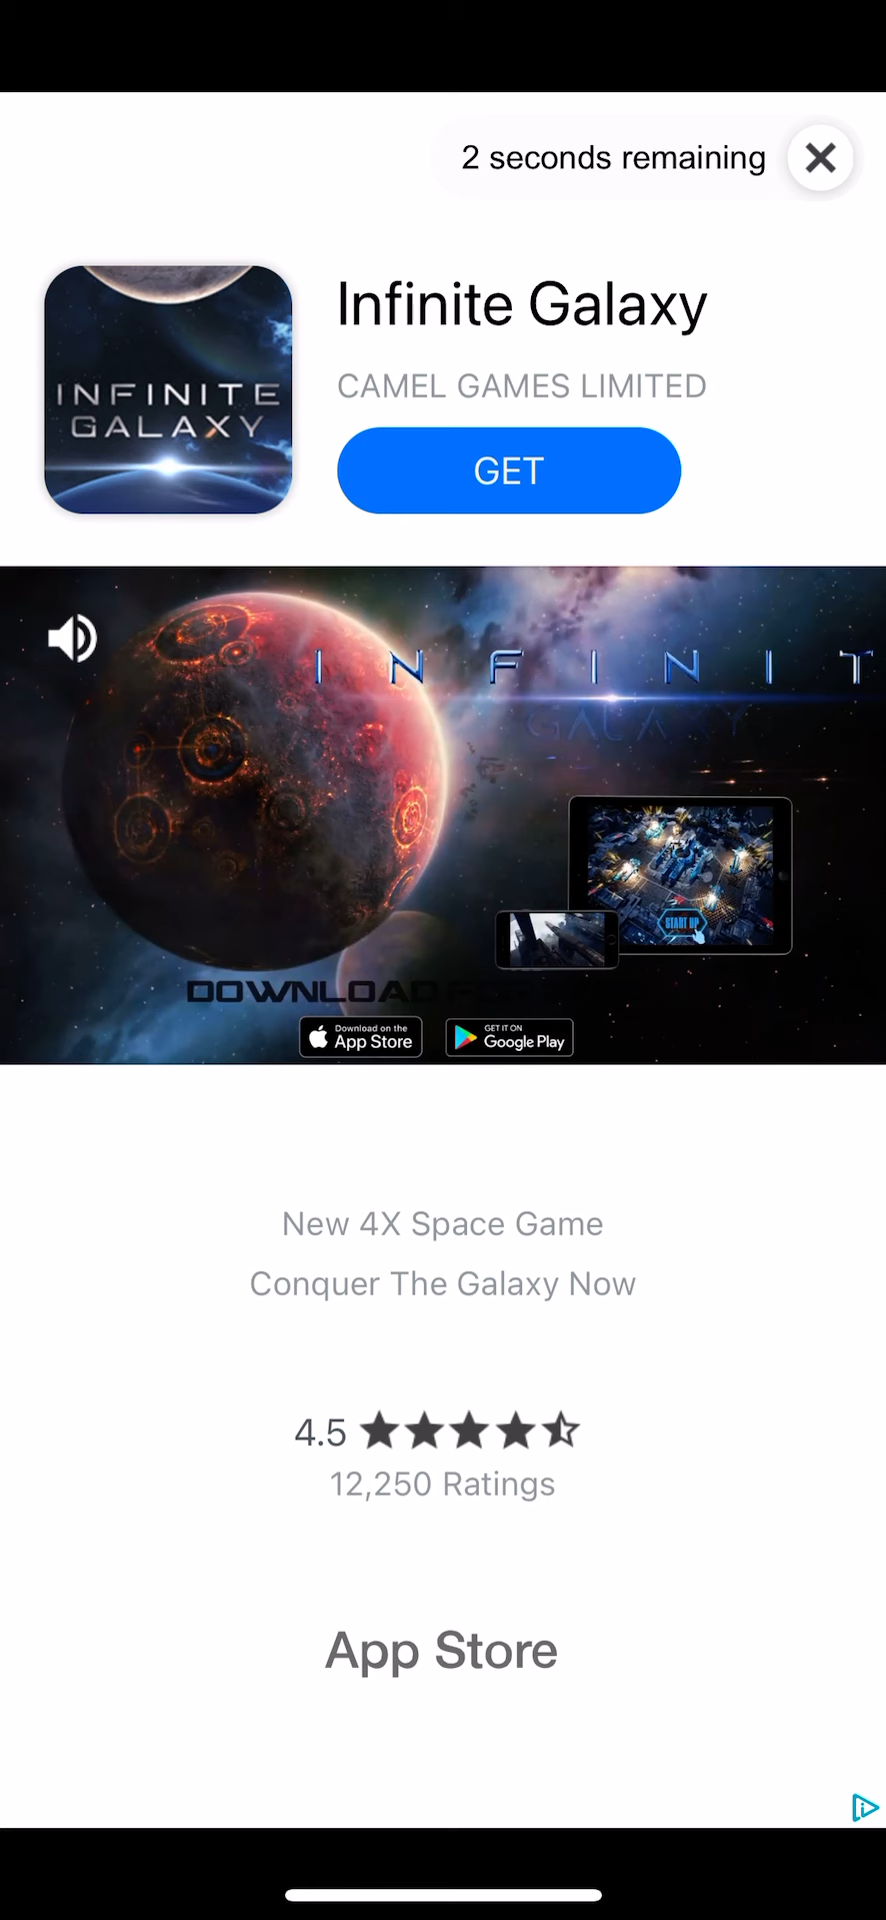 2 seconds remaining
INFINITE
GALAXY
Infinite Galaxy
CAMEL GAMES LIMITED
GET
INFINIT
GALAXY
START UP
DOWNLOAD
Download on the
App Store
GET IT ON
Google Play
New 4X Space Game
Conquer The Galaxy Now
4.5
12,250 Ratings
App Store